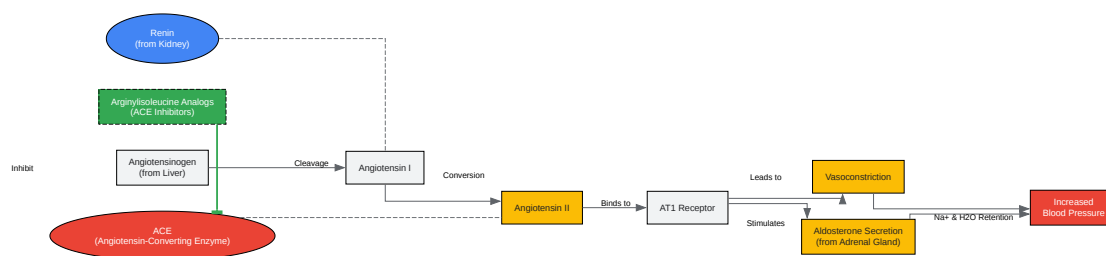 Renin
(from Kidney)
Arginylisoleucine Analogs
(ACE Inhibitors)
Angiotensinogen
(from Liver)
Cleavage
Angiotensin I
Inhibit
Conversion
Leads to
Vasoconstriction
Angiotensin II
Binds to
AT1 Receptor
Increased
Blood Pressure
Na+ & H2O Retention
Stimulates
Aldosterone Secretion
(from Adrenal Gland)
ACE
(Angiotensin-Converting Enzyme)